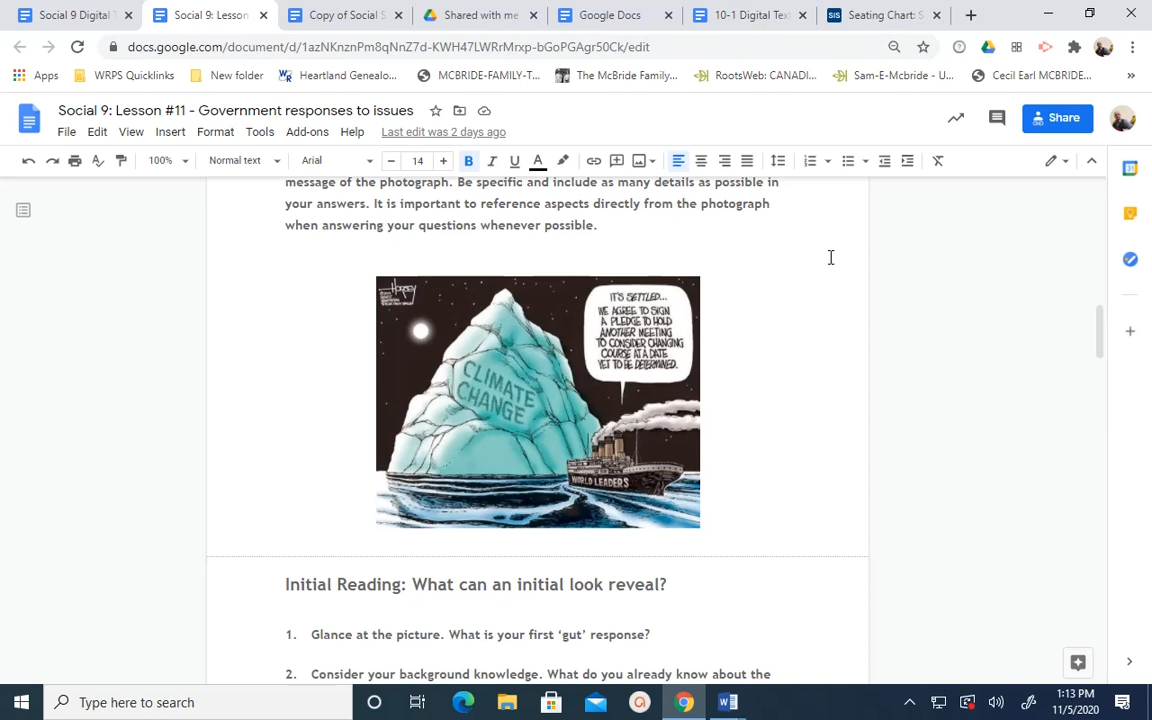 Social 9 Digital T
Social 9: Lesson
Copy of Social S
Shared with me
Google Docs
10-1 Digital Tex
SIS
Seating Chart: S
docs.google.com/document/d/1azNKnznPm8qNnZ7d-KWH47LWRrMrxp-bGoPGAgr50Ck/edit
Apps
WRPS Quicklinks
New folder
Heartland Genealo...
MCBRIDE-FAMILY-T...
The McBride Family...
RootsWeb: CANADI...
Sam-E-Mcbride - U...
Cecil Earl MCBRIDE...
»
Social 9: Lesson #11 - Government responses to issues
File Edit View Insert Format Tools Add-ons Help Last edit was 2 days ago
Share
100% Normal text Arial 14 B I U A
message of the photograph. Be specific and include as many details as possible in
your answers. It is important to reference aspects directly from the photograph
when answering your questions whenever possible.
Horsey
IT'S SETTLED...
WE AGREE TO SIGN
A PLEDGE TO HOLD
ANOTHER MEETING
TO CONSIDER CHANGING
COURSE AT A DATE
YET TO BE DETERMINED.
CLIMATE
CHANGE
WORLD LEADERS
Initial Reading: What can an initial look reveal?
1. Glance at the picture. What is your first ‘gut’ response?
2. Consider your background knowledge. What do you already know about the
Type here to search
1:13 PM
11/5/2020